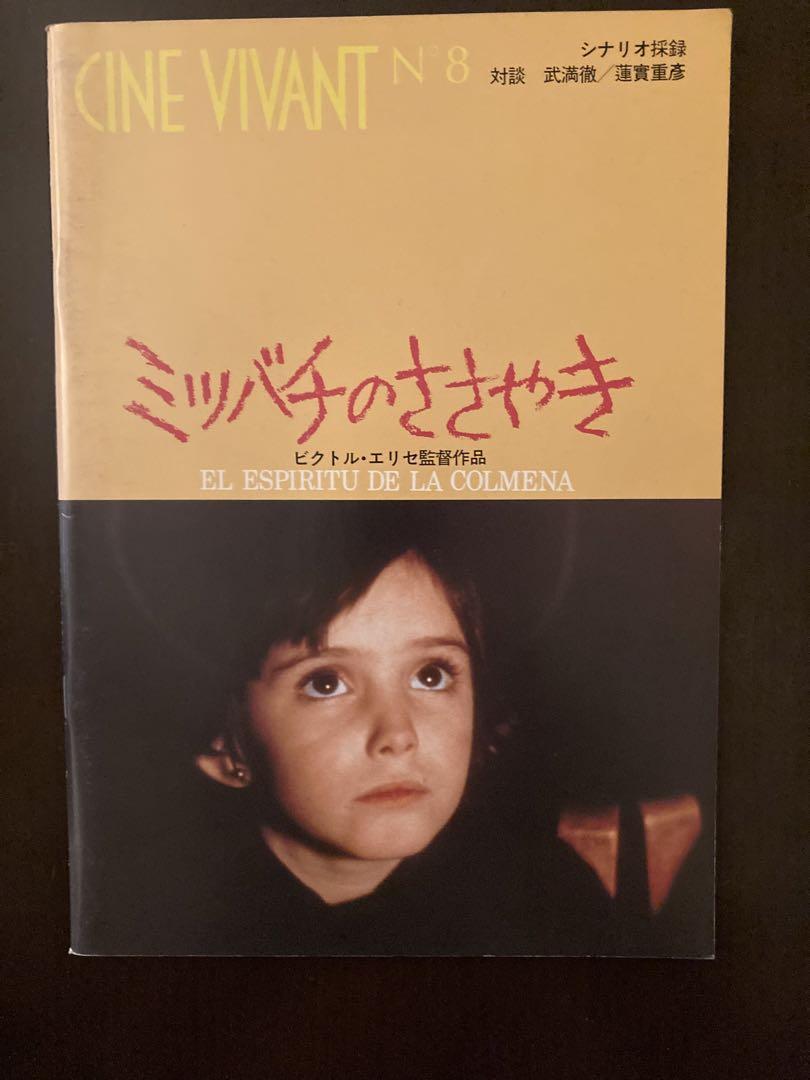 CINE VIVANT N°8
シナリオ採録
対談 武満徹/蓮實重彥
ミツバチのささやき
ビクトル・エリセ監督作品
EL ESPIRITU DE LA COLMENA